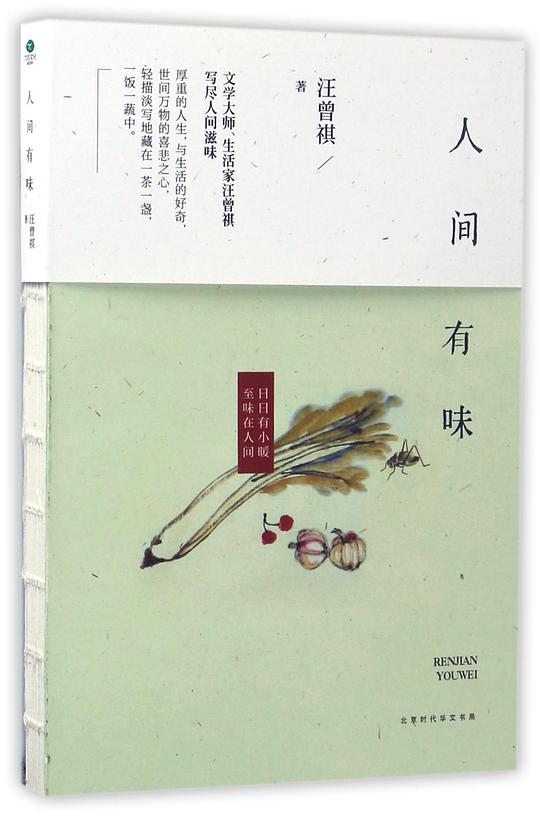 人间有味
汪曾祺／
著
文学大师、生活家汪曾祺
写尽人间滋味
厚重的人生，与生活的好奇，
世间万物的喜悲之心，
轻描淡写地藏在一茶一盏，
一饭一蔬中。
日日有小暖
至味在人间
RENJIAN
YOUWEI
北京时代华文书局
人间有味
汪曾祺
著